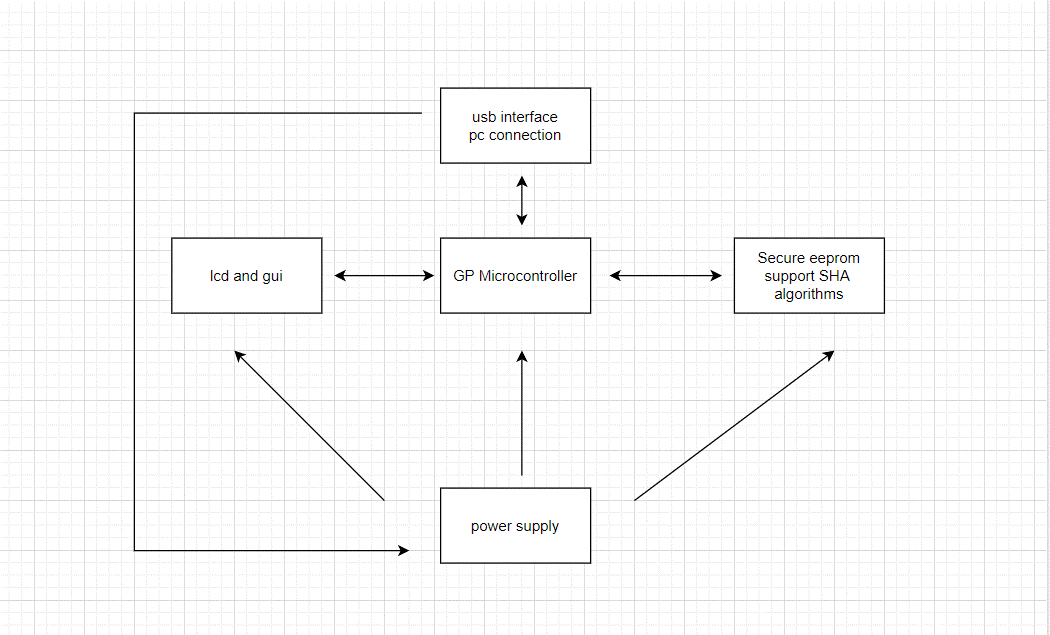 usb interface
pc connection
lcd and gui
GP Microcontroller
Secure eeprom
support SHA
algorithms
power supply